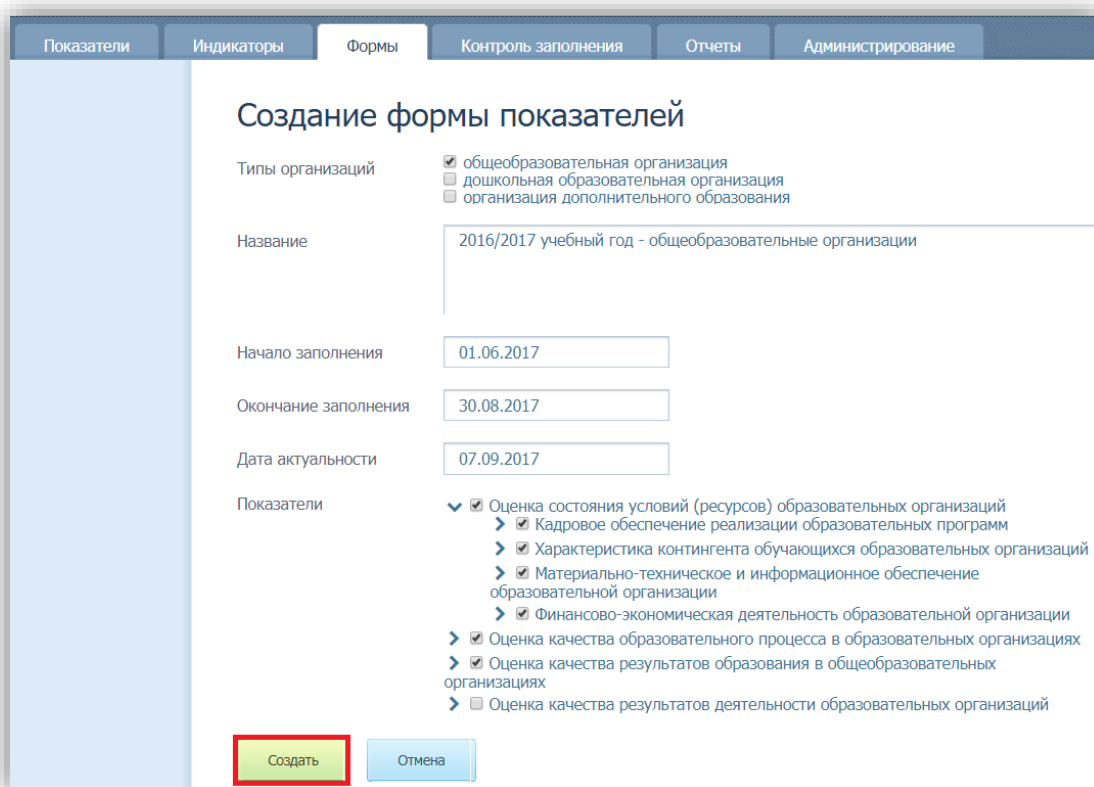 Показатели Индикаторы Формы Контроль заполнения Отчеты Администрирование
Создание формы показателей
Типы организаций
общеобразовательная организация
дошкольная образовательная организация
организация дополнительного образования
Название
2016/2017 учебный год - общеобразовательные организации
Начало заполнения 01.06.2017
Окончание заполнения 30.08.2017
Дата актуальности 07.09.2017
Показатели
Оценка состояния условий (ресурсов) образовательных организаций
Кадровое обеспечение реализации образовательных программ
Характеристика контингента обучающихся образовательных организаций
Материально-техническое и информационное обеспечение
образовательной организации
Финансово-экономическая деятельность образовательной организации
Оценка качества образовательного процесса в образовательных организациях
Оценка качества результатов образования в общеобразовательных
организациях
Оценка качества результатов деятельности образовательных организаций
Создать Отмена